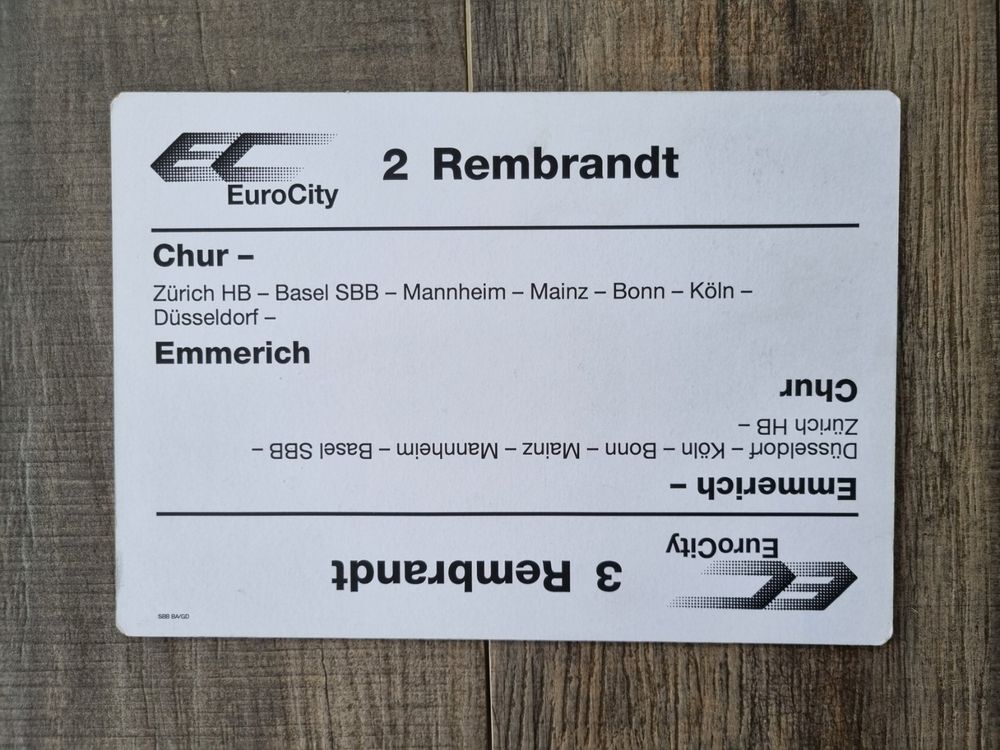 EC
EuroCity
2 Rembrandt
Chur –
Zürich HB – Basel SBB – Mannheim – Mainz – Bonn – Köln –
Düsseldorf –
Emmerich
EC
EuroCity
3 Rembrandt
Emmerich –
Düsseldorf – Köln – Bonn – Mainz – Mannheim – Basel SBB –
Zürich HB –
Chur
SBB BA/GD